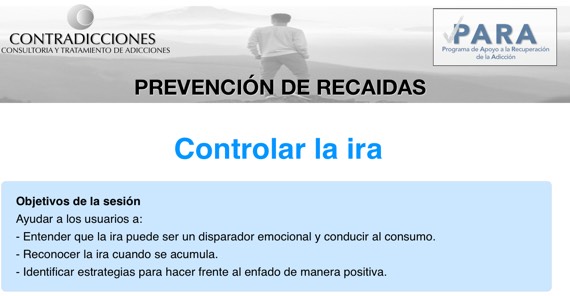 CONTRADICCIONES
CONSULTORIA Y TRATAMIENTO DE ADICCIONES
PARA
Programa de Apoyo a la Recuperación
de la Adicción
PREVENCIÓN DE RECAIDAS
Controlar la ira
Objetivos de la sesión
Ayudar a los usuarios a:
- Entender que la ira puede ser un disparador emocional y conducir al consumo.
- Reconocer la ira cuando se acumula.
- Identificar estrategias para hacer frente al enfado de manera positiva.